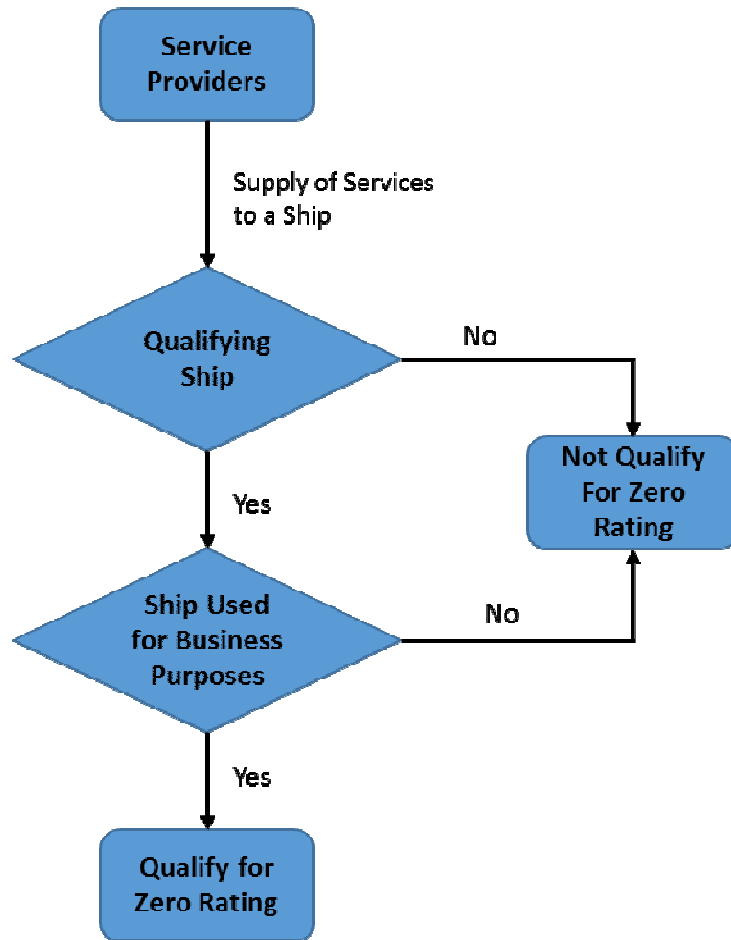 Service
Providers
Supply of Services
to a Ship
Qualifying
Ship
No
Not Qualify
For Zero
Rating
Yes
Ship Used
for Business
Purposes
No
Yes
Qualify for
Zero Rating